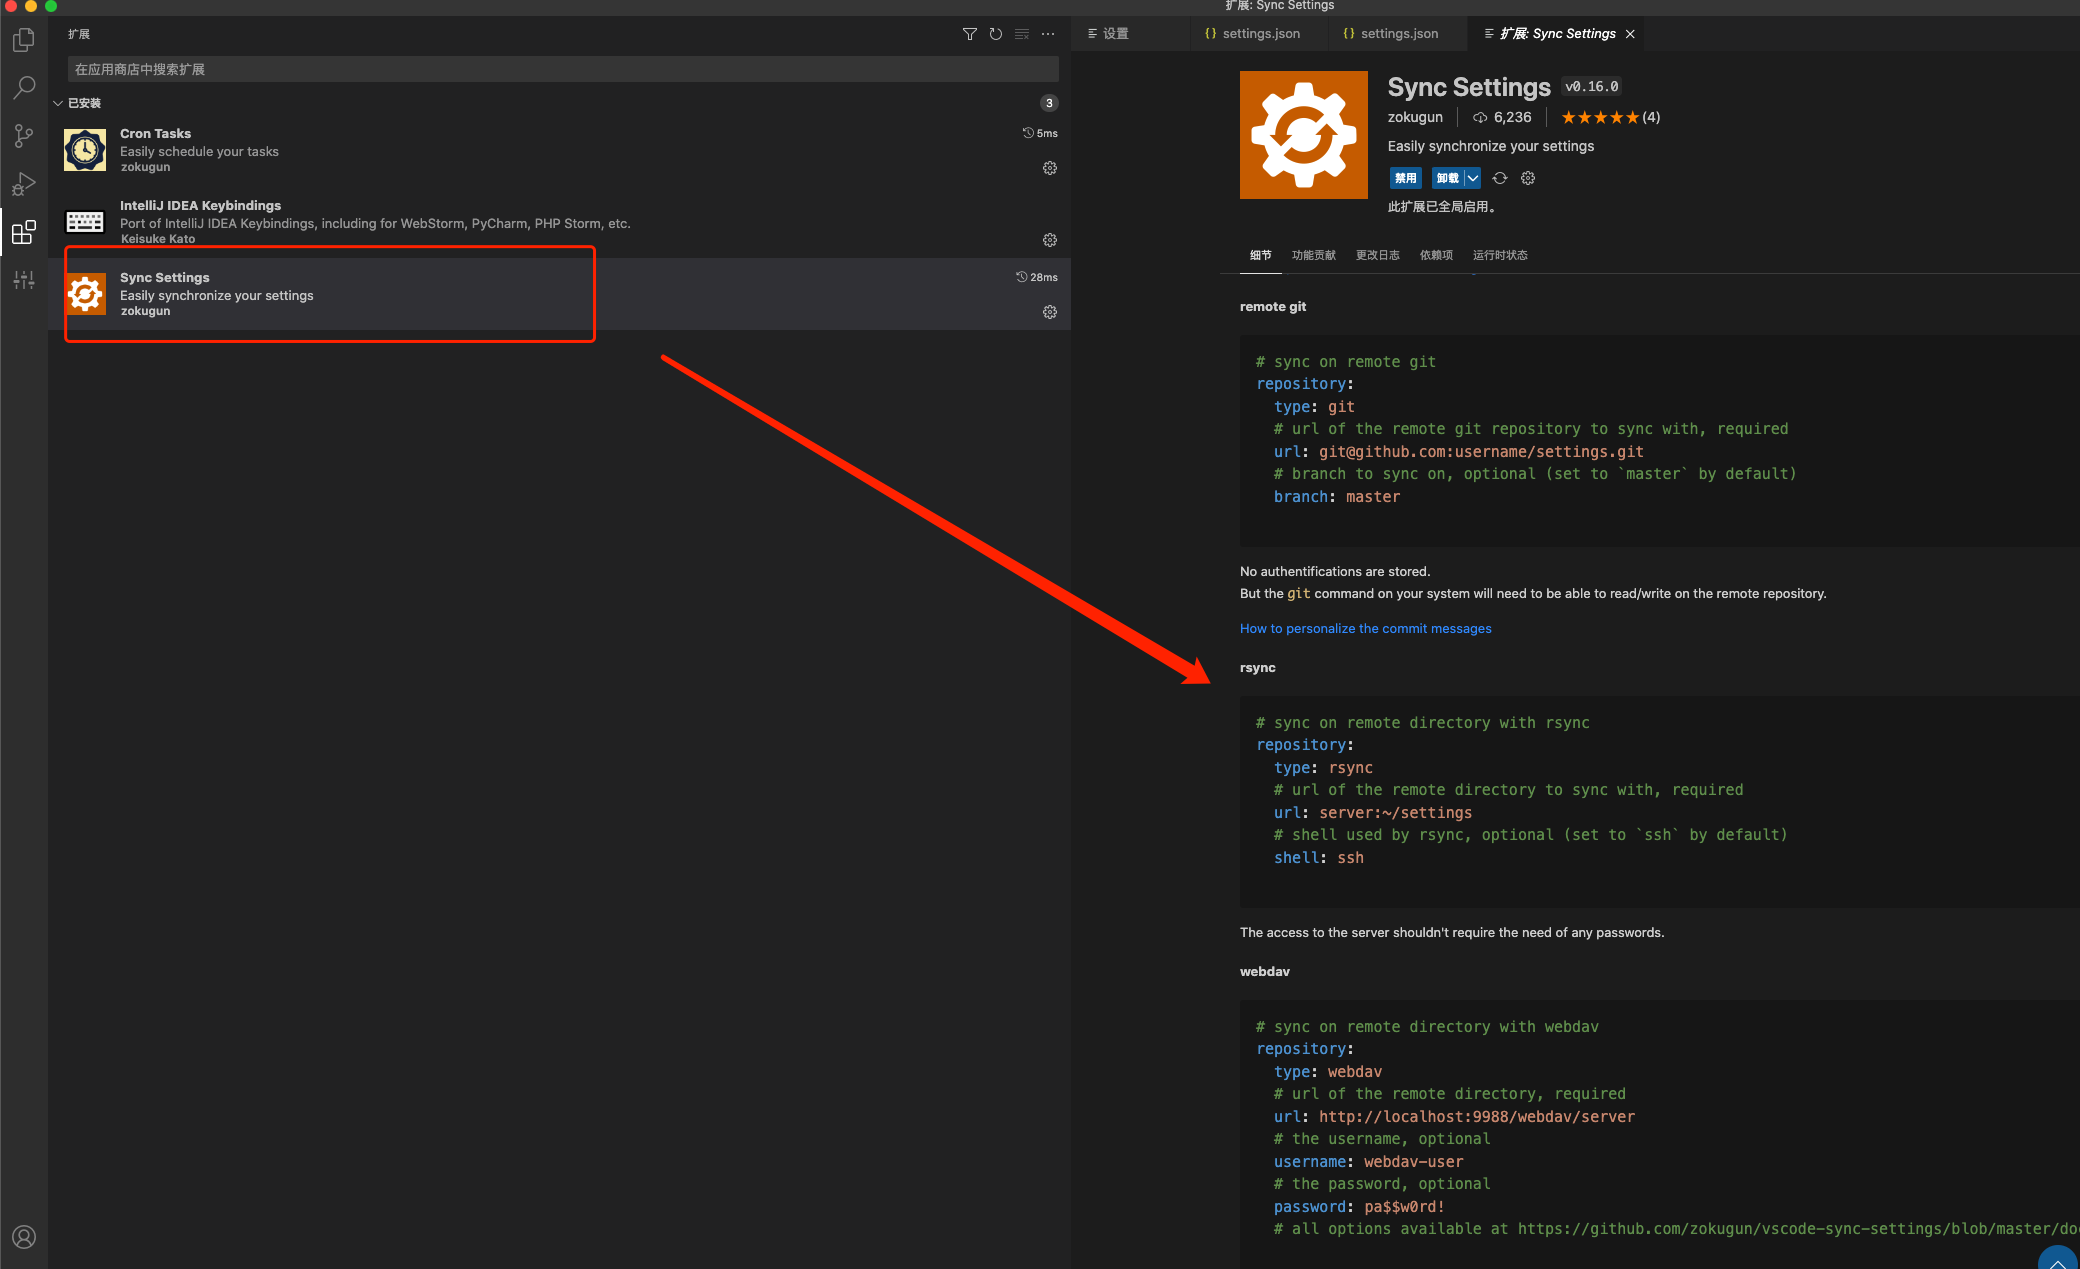 扩展: Sync Settings
扩展
在应用商店中搜索扩展
已安装
3
Cron Tasks
5ms
Easily schedule your tasks
zokugun
IntelliJ IDEA Keybindings
Port of IntelliJ IDEA Keybindings, including for WebStorm, PyCharm, PHP Storm, etc.
Keisuke Kato
Sync Settings
28ms
Easily synchronize your settings
zokugun
设置
{} settings.json
{} settings.json
扩展: Sync Settings
Sync Settings v0.16.0
zokugun 6,236 ★★★★★(4)
Easily synchronize your settings
禁用 卸载
此扩展已全局启用。
细节 功能贡献 更改日志 依赖项 运行时状态
remote git
# sync on remote git
repository:
type: git
# url of the remote git repository to sync with, required
url: git@github.com:username/settings.git
# branch to sync on, optional (set to `master` by default)
branch: master
No authentifications are stored.
But the git command on your system will need to be able to read/write on the remote repository.
How to personalize the commit messages
rsync
# sync on remote directory with rsync
repository:
type: rsync
# url of the remote directory to sync with, required
url: server:~/settings
# shell used by rsync, optional (set to `ssh` by default)
shell: ssh
The access to the server shouldn't require the need of any passwords.
webdav
# sync on remote directory with webdav
repository:
type: webdav
# url of the remote directory, required
url: http://localhost:9988/webdav/server
# the username, optional
username: webdav-user
# the password, optional
password: pa$$w0rd!
# all options available at https://github.com/zokugun/vscode-sync-settings/blob/master/do